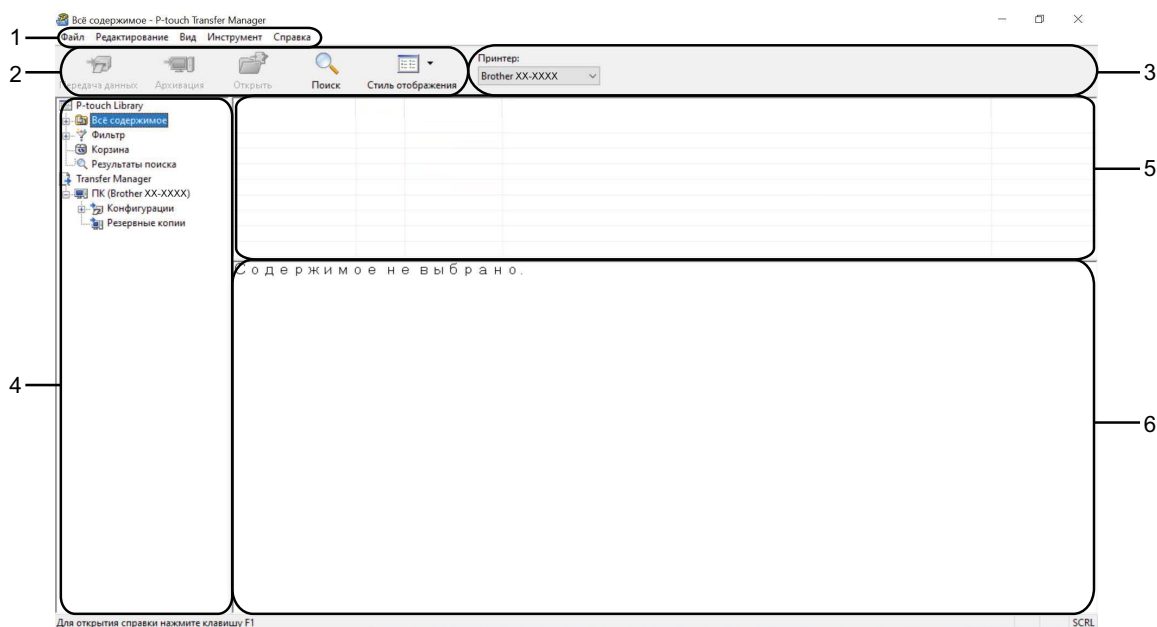 Всё содержимое - P-touch Transfer Manager
1
Файл Редактирование Вид Инструмент Справка
2
Передача данных Архивация Открыть Поиск Стиль отображения
Принтер:
Brother XX-XXXX
3
P-touch Library
Всё содержимое
Фильтр
Корзина
Результаты поиска
Transfer Manager
ПК (Brother XX-XXXX)
Конфигурации
Резервные копии
4
5
Содержимое не выбрано.
6
Для открытия справки нажмите клавишу F1
SCRL